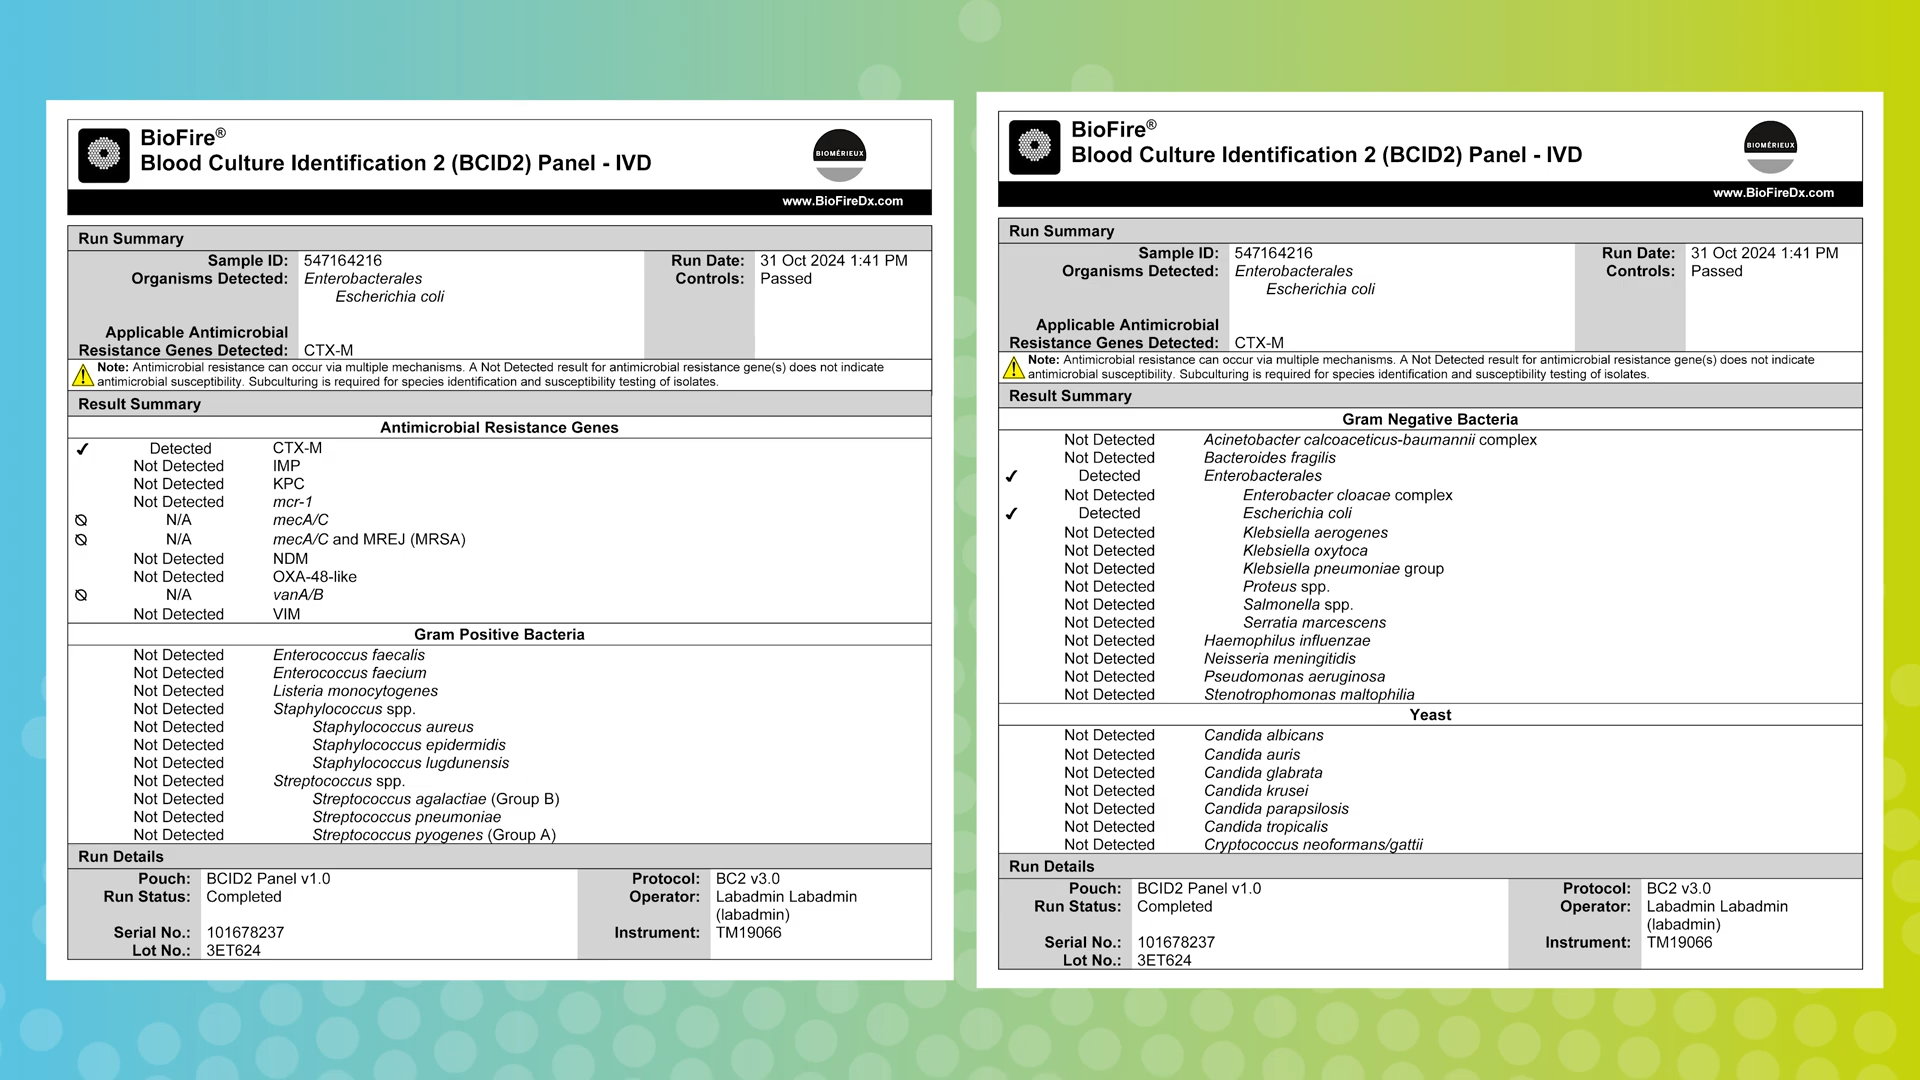 BioFire®
Blood Culture Identification 2 (BCID2) Panel - IVD
BIOMÉRIEUX
www.BioFireDx.com
Run Summary
Sample ID: 547164216 Run Date: 31 Oct 2024 1:41 PM
Organisms Detected: Enterobacterales Controls: Passed
Escherichia coli
Applicable Antimicrobial
Resistance Genes Detected: CTX-M
Note: Antimicrobial resistance can occur via multiple mechanisms. A Not Detected result for antimicrobial resistance gene(s) does not indicate
antimicrobial susceptibility. Subculturing is required for species identification and susceptibility testing of isolates.
Result Summary
Antimicrobial Resistance Genes
✔ Detected CTX-M
Not Detected IMP
Not Detected KPC
Not Detected mcr-1
N/A mecA/C
N/A mecA/C and MREJ (MRSA)
Not Detected NDM
Not Detected OXA-48-like
N/A vanA/B
Not Detected VIM
Gram Positive Bacteria
Not Detected Enterococcus faecalis
Not Detected Enterococcus faecium
Not Detected Listeria monocytogenes
Not Detected Staphylococcus spp.
Not Detected Staphylococcus aureus
Not Detected Staphylococcus epidermidis
Not Detected Staphylococcus lugdunensis
Not Detected Streptococcus spp.
Not Detected Streptococcus agalactiae (Group B)
Not Detected Streptococcus pneumoniae
Not Detected Streptococcus pyogenes (Group A)
Run Details
Pouch: BCID2 Panel v1.0 Protocol: BC2 v3.0
Run Status: Completed Operator: Labadmin Labadmin
(labadmin)
Serial No.: 101678237 Instrument: TM19066
Lot No.: 3ET624
BioFire®
Blood Culture Identification 2 (BCID2) Panel - IVD
BIOMÉRIEUX
www.BioFireDx.com
Run Summary
Sample ID: 547164216 Run Date: 31 Oct 2024 1:41 PM
Organisms Detected: Enterobacterales Controls: Passed
Escherichia coli
Applicable Antimicrobial
Resistance Genes Detected: CTX-M
Note: Antimicrobial resistance can occur via multiple mechanisms. A Not Detected result for antimicrobial resistance gene(s) does not indicate
antimicrobial susceptibility. Subculturing is required for species identification and susceptibility testing of isolates.
Result Summary
Gram Negative Bacteria
Not Detected Acinetobacter calcoaceticus-baumannii complex
Not Detected Bacteroides fragilis
✔ Detected Enterobacterales
Not Detected Enterobacter cloacae complex
✔ Detected Escherichia coli
Not Detected Klebsiella aerogenes
Not Detected Klebsiella oxytoca
Not Detected Klebsiella pneumoniae group
Not Detected Proteus spp.
Not Detected Salmonella spp.
Not Detected Serratia marcescens
Not Detected Haemophilus influenzae
Not Detected Neisseria meningitidis
Not Detected Pseudomonas aeruginosa
Not Detected Stenotrophomonas maltophilia
Yeast
Not Detected Candida albicans
Not Detected Candida auris
Not Detected Candida glabrata
Not Detected Candida krusei
Not Detected Candida parapsilosis
Not Detected Candida tropicalis
Not Detected Cryptococcus neoformans/gattii
Run Details
Pouch: BCID2 Panel v1.0 Protocol: BC2 v3.0
Run Status: Completed Operator: Labadmin Labadmin
(labadmin)
Serial No.: 101678237 Instrument: TM19066
Lot No.: 3ET624